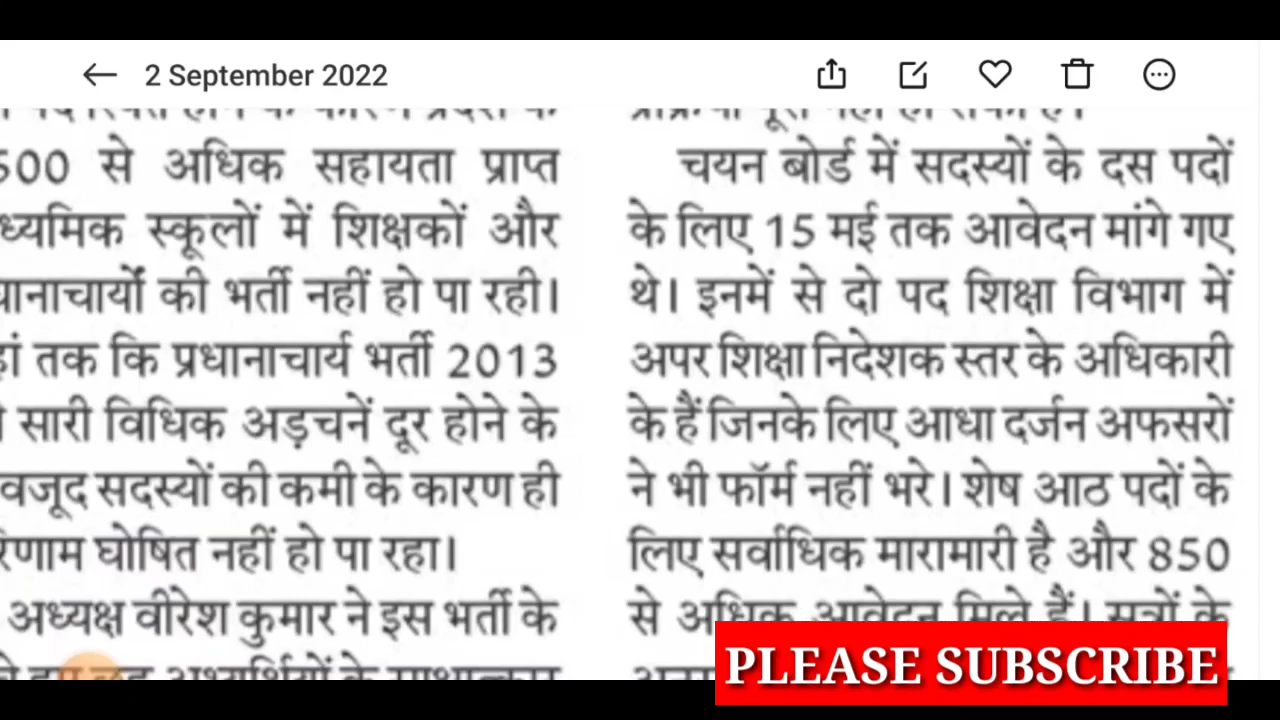 2 September 2022
500 से अधिक सहायता प्राप्त
ध्यमिक स्कूलों में शिक्षकों और
धानाचार्यों की भर्ती नहीं हो पा रही।
हां तक कि प्रधानाचार्य भर्ती 2013
सारी विधिक अड़चनें दूर होने के
वजूद सदस्यों की कमी के कारण ही
रिणाम घोषित नहीं हो पा रहा।
अध्यक्ष वीरेश कुमार ने इस भर्ती के
चयन बोर्ड में सदस्यों के दस पदों
के लिए 15 मई तक आवेदन मांगे गए
थे। इनमें से दो पद शिक्षा विभाग में
अपर शिक्षा निदेशक स्तर के अधिकारी
के हैं जिनके लिए आधा दर्जन अफसरों
ने भी फॉर्म नहीं भरे। शेष आठ पदों के
लिए सर्वाधिक मारामारी है और 850
से अधिक आवेदन मिले हैं। सूत्रों के
PLEASE SUBSCRIBE